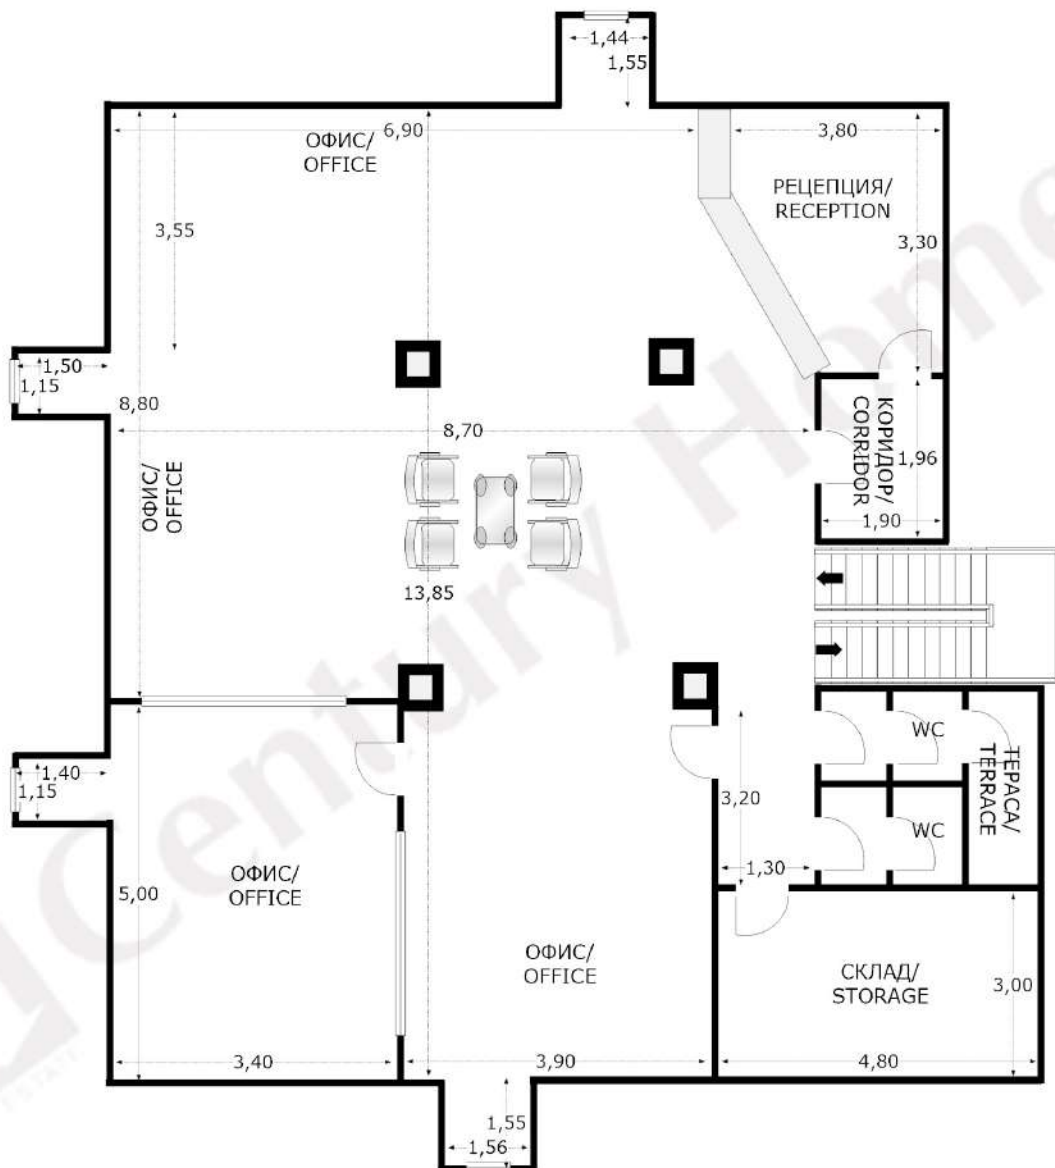 1,44
1,55
6,90
ОФИС/
OFFICE
3,80
РЕЦЕПЦИЯ/
RECEPTION
3,55
3,30
1,50
1,15
8,80
8,70
КОРИДОР/
CORRIDOR
1,96
1,90
ОФИС/
OFFICE
13,85
WC
ТЕРАСА/
TERRACE
1,40
1,15
3,20
WC
1,30
5,00
ОФИС/
OFFICE
ОФИС/
OFFICE
СКЛАД/
STORAGE
3,00
3,40
3,90
4,80
1,55
1,56
Century Home
ESTATE